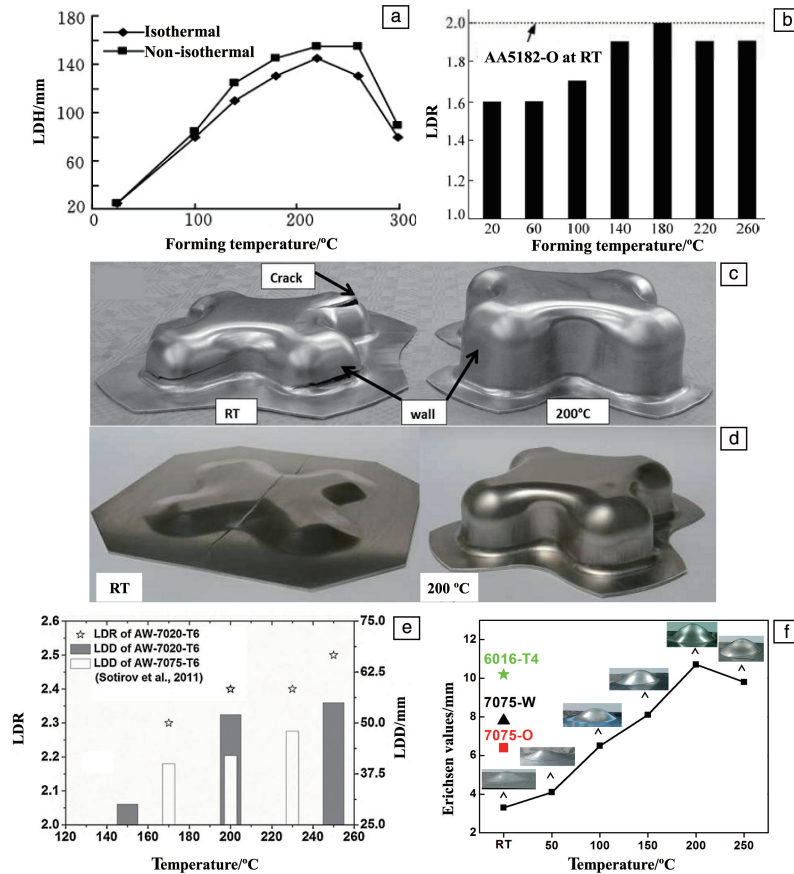 a
180
140
100
60
20
LDH/mm
Isothermal
Non-isothermal
0
100
200
300
Forming temperature/ºC
b
2.0
1.8
1.6
1.4
1.2
1.0
LDR
AA5182-O at RT
20 60 100 140 180 220 260
Forming temperature/ºC
c
Crack
wall
RT
200°C
d
RT
200 ºC
e
2.6
2.5
2.4
2.3
2.2
2.1
2.0
LDR
LDR of AW-7020-T6
LDD of AW-7020-T6
LDD of AW-7075-T6
(Sotirov et al., 2011)
75.0
62.5
50.0
37.5
25.0
LDD/mm
120 140 160 180 200 220 240 260
Temperature/ºC
f
12
10
8
6
4
2
Erichsen values/mm
6016-T4
7075-W
7075-O
RT 50 100 150 200 250
Temperature/ºC